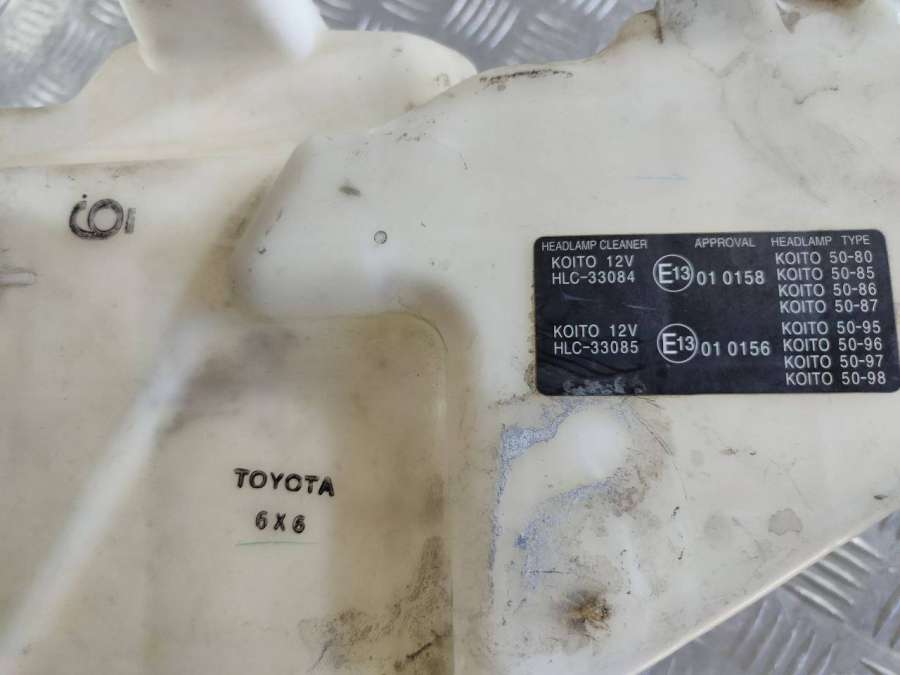 HEADLAMP CLEANER APPROVAL HEADLAMP TYPE
KOITO 12V
HLC-33084
E13 01 0158
KOITO 50-80
KOITO 50-85
KOITO 50-86
KOITO 50-87
KOITO 12V
HLC-33085
E13 01 0156
KOITO 50-95
KOITO 50-96
KOITO 50-97
KOITO 50-98
TOYOTA
6X6